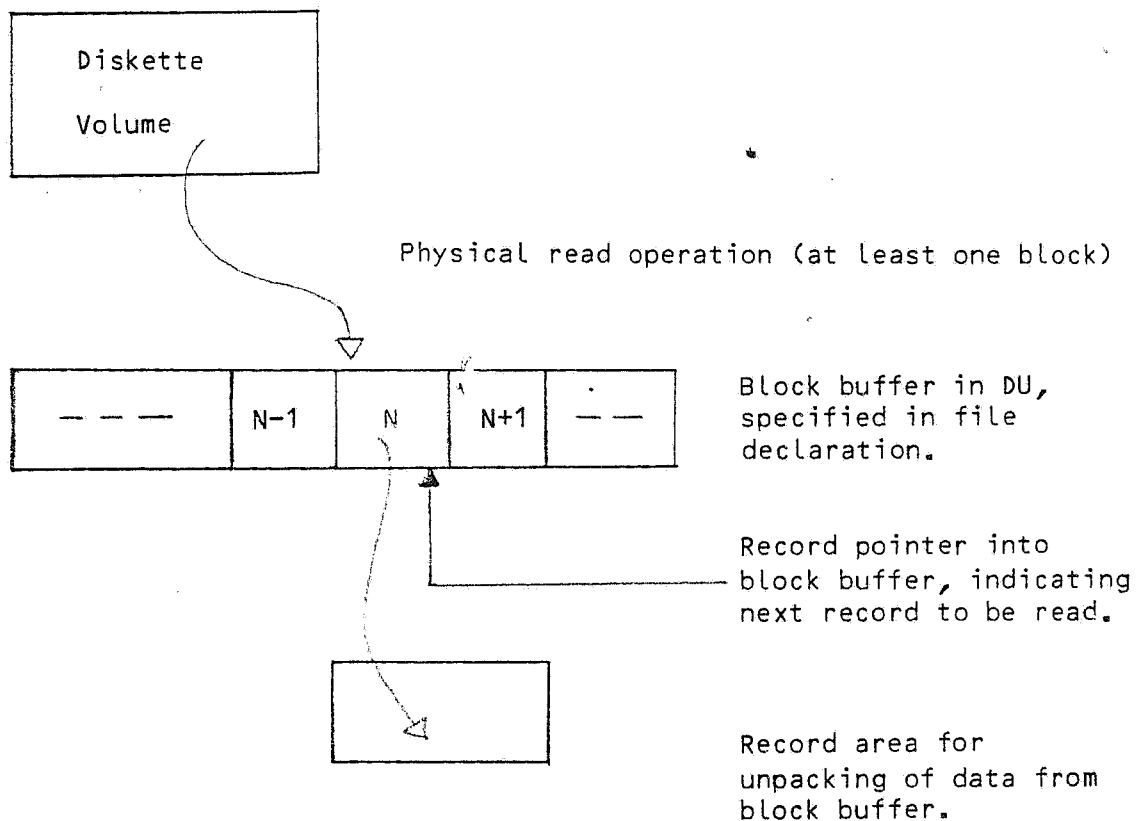 Diskette
Volume
Physical read operation (at least one block)
--- N-1 N N+1 --
Block buffer in DU,
specified in file
declaration.
Record pointer into
block buffer, indicating
next record to be read.
Record area for
unpacking of data from
block buffer.